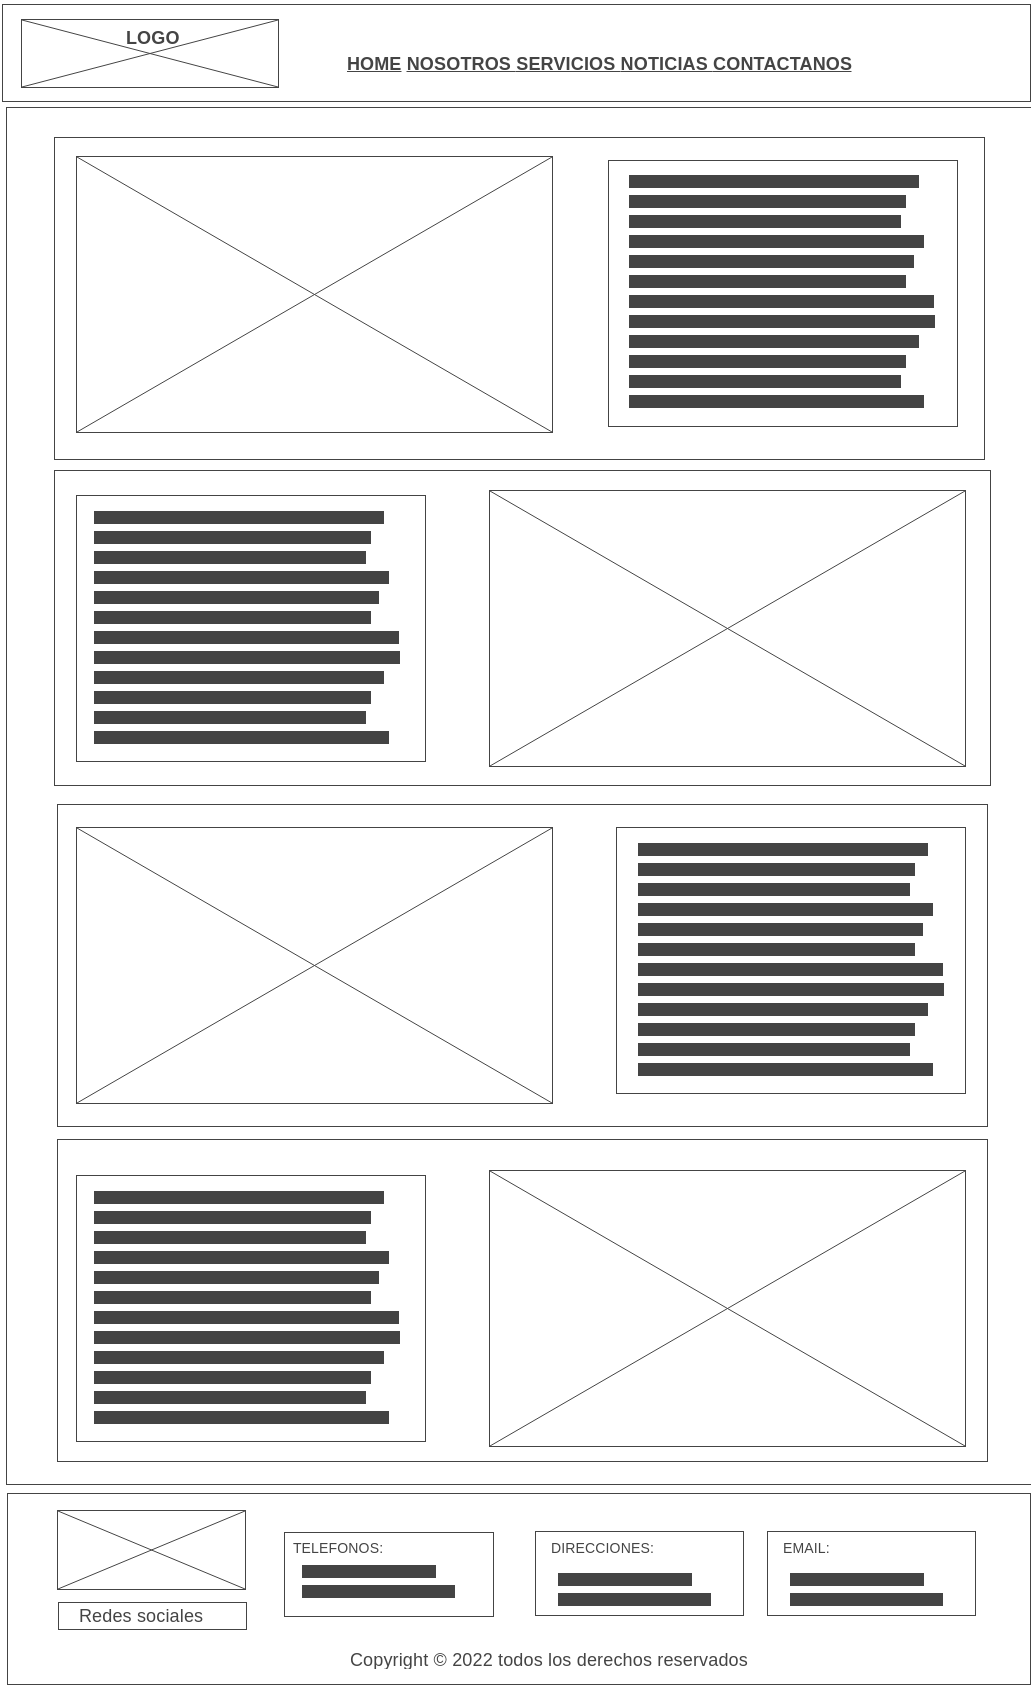 LOGO
HOME NOSOTROS SERVICIOS NOTICIAS CONTACTANOS
TELEFONOS:
DIRECCIONES:
EMAIL:
Redes sociales
Copyright © 2022 todos los derechos reservados